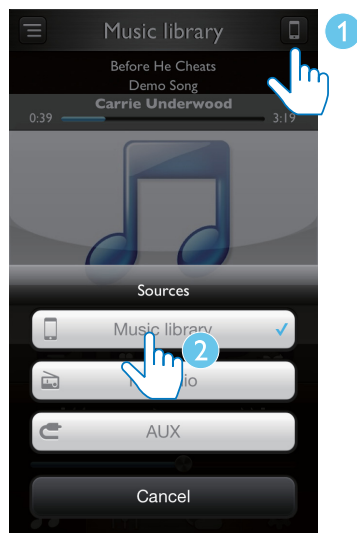 Music library
1
Before He Cheats
Demo Song
Carrie Underwood
0:39
3:19
Sources
Music library
2
AUX
Cancel